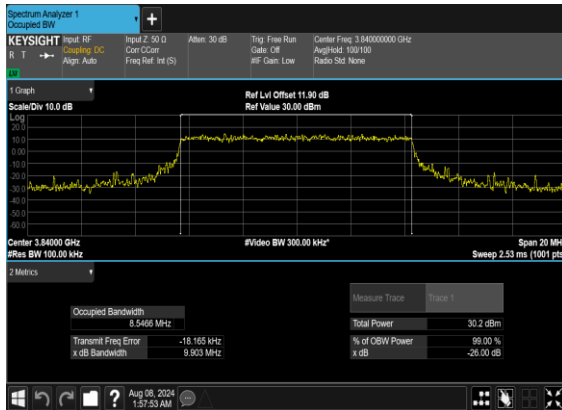 Spectrum Analyzer 1
Occupied BW
KEYSIGHT
R T
Input: RF
Coupling: DC
Align: Auto
Input Z: 50 Ω
Corr CCorr
Freq Ref: Int (S)
Atten: 30 dB
Trig: Free Run
Gate: Off
#IF Gain: Low
Center Freq: 3.840000000 GHz
Avg|Hold: 100/100
Radio Std: None
1 Graph
Scale/Div 10.0 dB
Ref Lvl Offset 11.90 dB
Ref Value 30.00 dBm
Log
20.0
10.0
0.00
-10.0
-20.0
-30.0
-40.0
-50.0
-60.0
Center 3.84000 GHz
#Res BW 100.00 kHz
#Video BW 300.00 kHz*
Span 20 MH
Sweep 2.53 ms (1001 pts
2 Metrics
Measure Trace Trace 1
Occupied Bandwidth
8.5466 MHz
Total Power 30.2 dBm
Transmit Freq Error -18.165 kHz
% of OBW Power 99.00 %
x dB Bandwidth 9.903 MHz
x dB -26.00 dB
Aug 08, 2024
1:57:53 AM